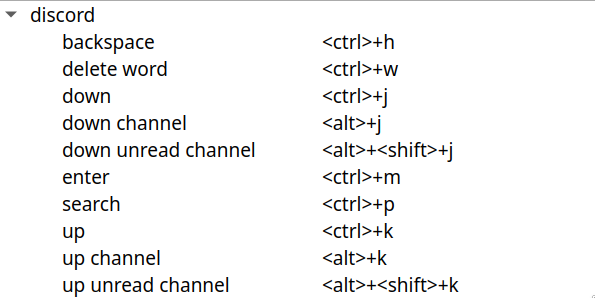 discord
backspace <ctrl>+h
delete word <ctrl>+w
down <ctrl>+j
down channel <alt>+j
down unread channel <alt>+<shift>+j
enter <ctrl>+m
search <ctrl>+p
up <ctrl>+k
up channel <alt>+k
up unread channel <alt>+<shift>+k